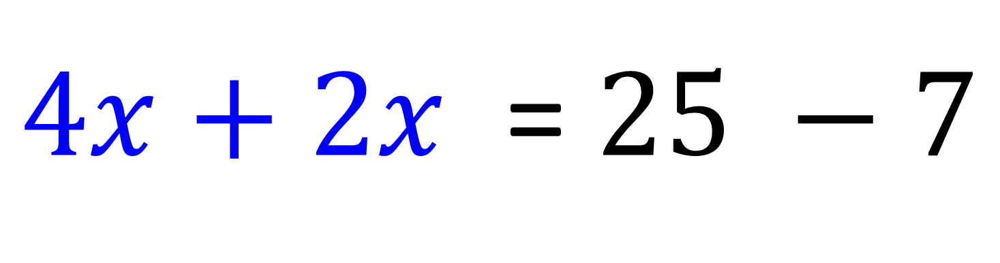 4x + 2x = 25 − 7